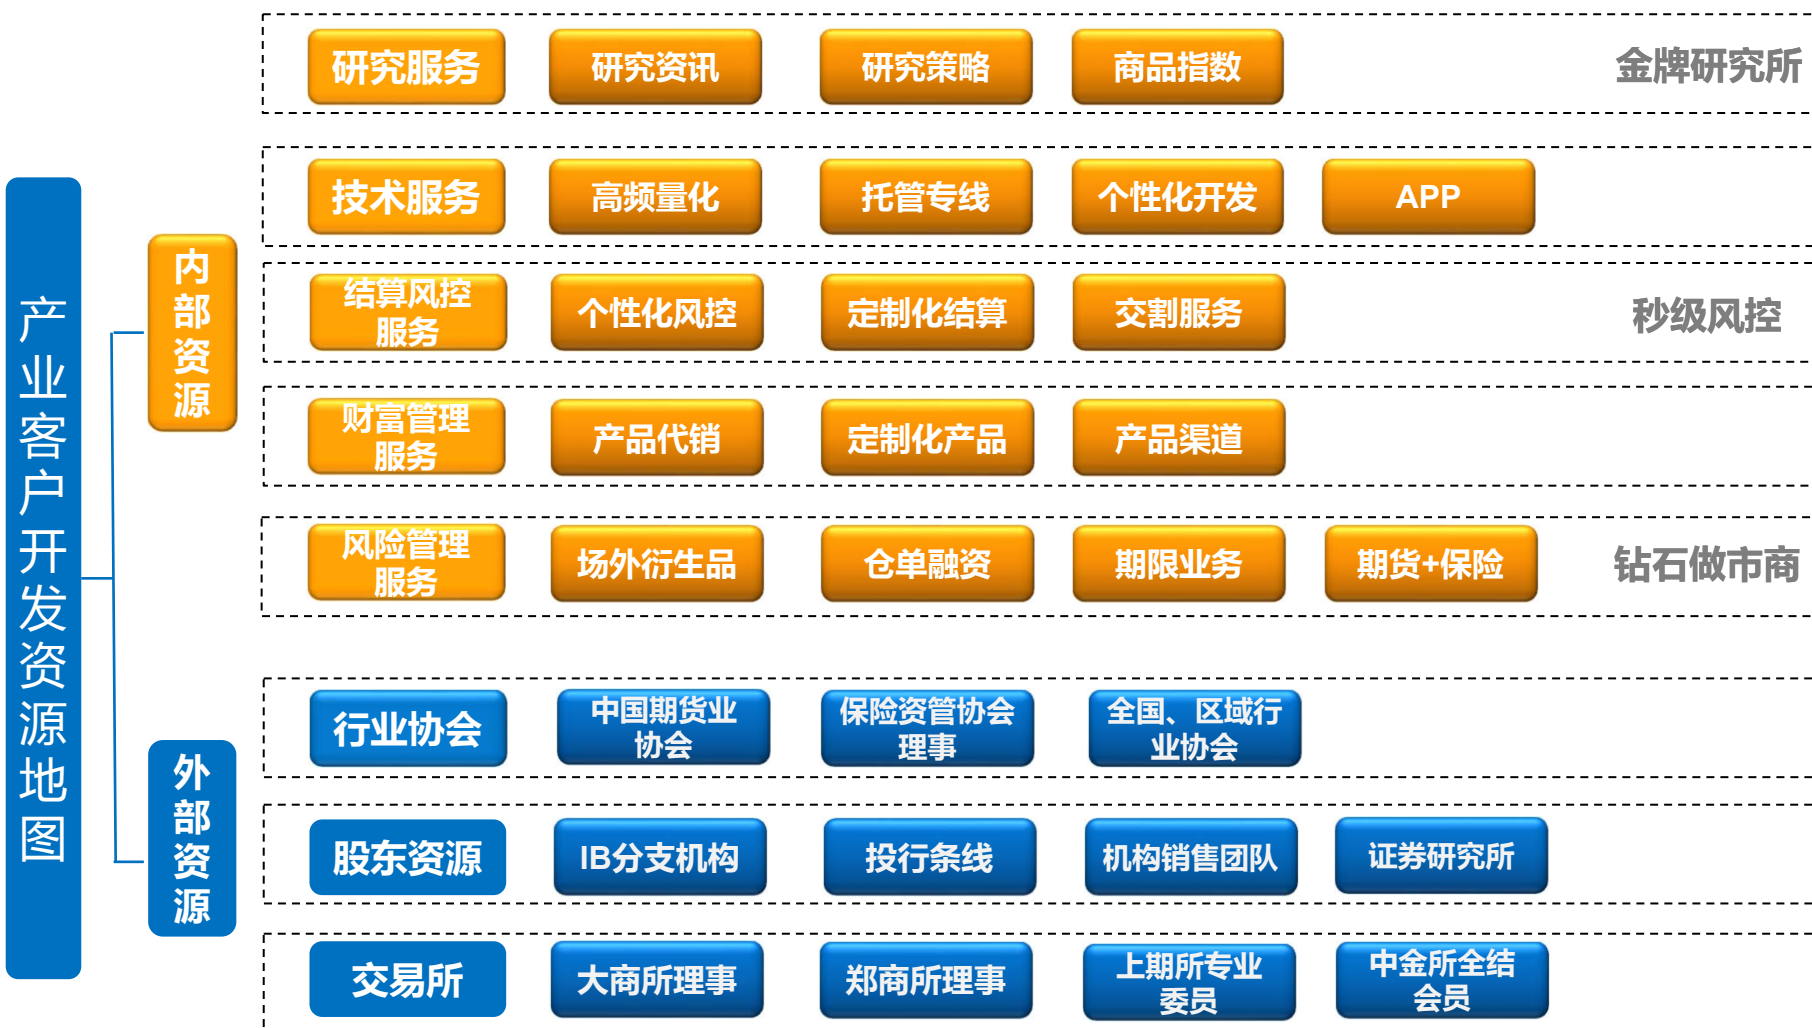 研究服务
研究资讯
研究策略
商品指数
金牌研究所
技术服务
高频量化
托管专线
个性化开发
APP
结算风控
服务
个性化风控
定制化结算
交割服务
秒级风控
财富管理
服务
产品代销
定制化产品
产品渠道
风险管理
服务
场外衍生品
仓单融资
期限业务
期货+保险
钻石做市商
内部资源
产业客户开发资源地图
外部资源
行业协会
中国期货业
协会
保险资管协会
理事
全国、区域行
业协会
股东资源
IB分支机构
投行条线
机构销售团队
证券研究所
交易所
大商所理事
郑商所理事
上期所专业
委员
中金所全结
会员